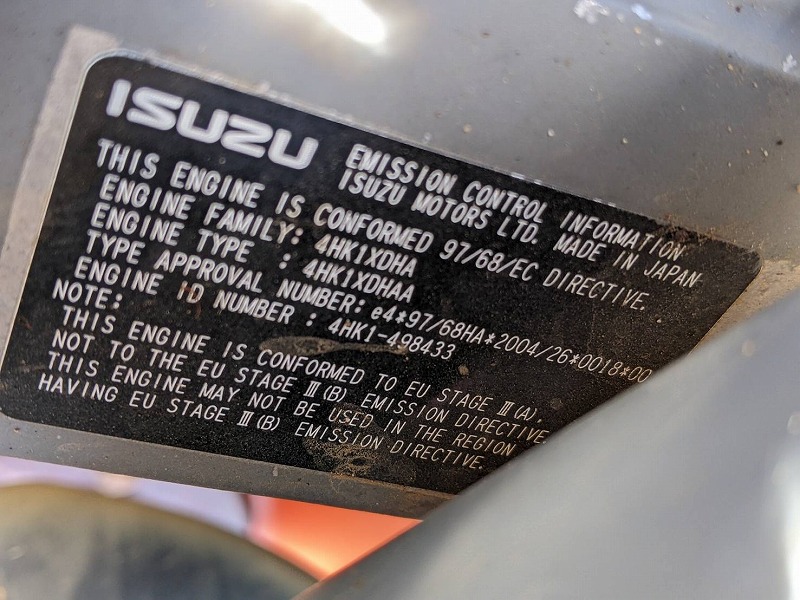 ISUZU
EMISSION CONTROL INFORMATION
ISUZU MOTORS LTD. MADE IN JAPAN
THIS ENGINE IS CONFORMED 97/68/EC DIRECTIVE.
ENGINE FAMILY: 4HK1XDHA
ENGINE TYPE : 4HK1XDHAA
TYPE APPROVAL NUMBER: e4*97/68HA*2004/26*0018*00
ENGINE ID NUMBER : 4HK1-498433
NOTE:
THIS ENGINE IS CONFORMED TO EU STAGE Ⅲ(A),
NOT TO THE EU STAGE Ⅲ(B) EMISSION DIRECTIVE.
THIS ENGINE MAY NOT BE USED IN THE REGION
HAVING EU STAGE Ⅲ(B) EMISSION DIRECTIVE.